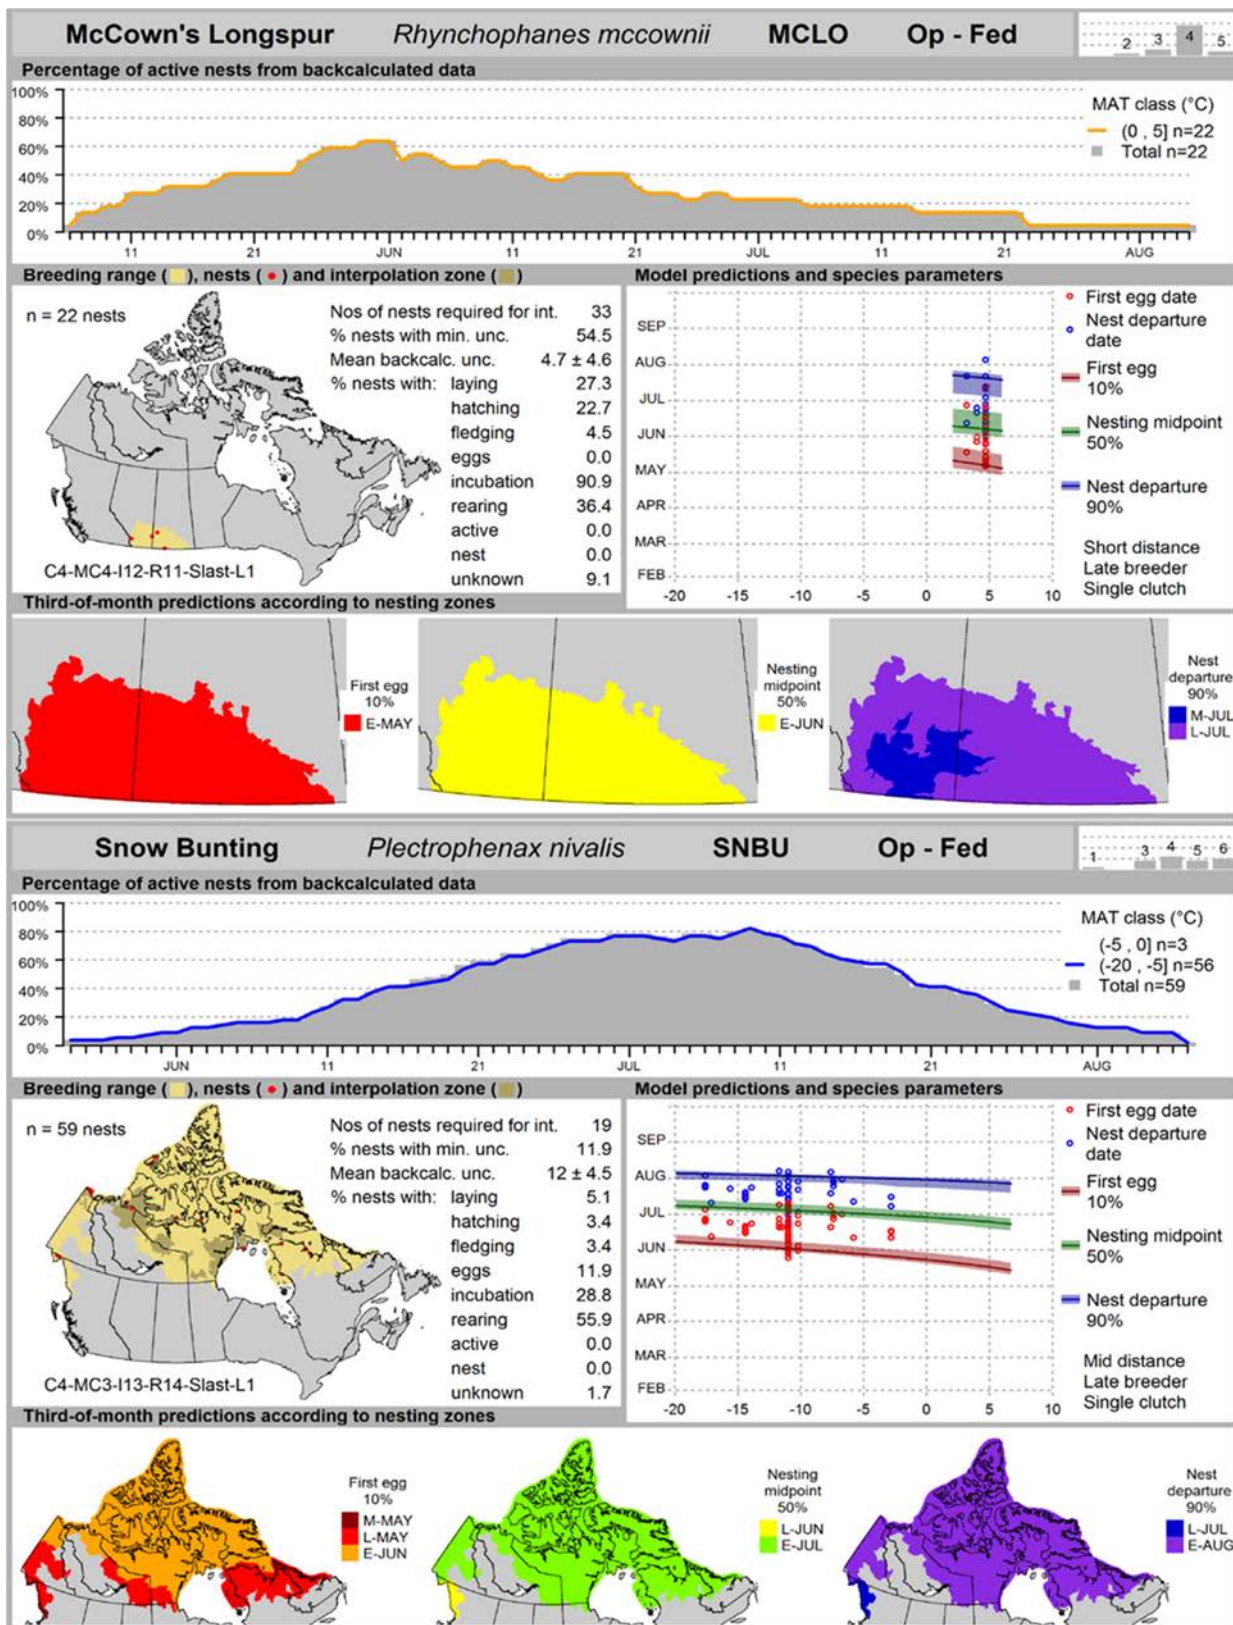 McCown's Longspur Rhynchophanes mccownii MCLO Op - Fed
2 3 4 5
Percentage of active nests from backcalculated data
100%
80%
60%
40%
20%
0%
MAT class (°C)
(0 , 5] n=22
Total n=22
11 21 JUN 11 21 JUL 11 21 AUG
Breeding range ( ), nests ( ) and interpolation zone ( )
n = 22 nests
Nos of nests required for int. 33
% nests with min. unc. 54.5
Mean backcalc. unc. 4.7 ± 4.6
% nests with: laying 27.3
hatching 22.7
fledging 4.5
eggs 0.0
incubation 90.9
rearing 36.4
active 0.0
nest 0.0
unknown 9.1
C4-MC4-I12-R11-Slast-L1
Model predictions and species parameters
SEP
AUG
JUL
JUN
MAY
APR
MAR
FEB
-20 -15 -10 -5 0 5 10
First egg date
Nest departure
date
First egg
10%
Nesting midpoint
50%
Nest departure
90%
Short distance
Late breeder
Single clutch
Third-of-month predictions according to nesting zones
First egg
10%
E-MAY
Nesting
midpoint
50%
E-JUN
Nest
departure
90%
M-JUL
L-JUL
Snow Bunting Plectrophenax nivalis SNBU Op - Fed
1 3 4 5 6
Percentage of active nests from backcalculated data
100%
80%
60%
40%
20%
0%
MAT class (°C)
(-5 , 0] n=3
(-20 , -5] n=56
Total n=59
JUN 11 21 JUL 11 21 AUG
Breeding range ( ), nests ( ) and interpolation zone ( )
n = 59 nests
Nos of nests required for int. 19
% nests with min. unc. 11.9
Mean backcalc. unc. 12 ± 4.5
% nests with: laying 5.1
hatching 3.4
fledging 3.4
eggs 11.9
incubation 28.8
rearing 55.9
active 0.0
nest 0.0
unknown 1.7
C4-MC3-I13-R14-Slast-L1
Model predictions and species parameters
SEP
AUG
JUL
JUN
MAY
APR
MAR
FEB
-20 -15 -10 -5 0 5 10
First egg date
Nest departure
date
First egg
10%
Nesting midpoint
50%
Nest departure
90%
Mid distance
Late breeder
Single clutch
Third-of-month predictions according to nesting zones
First egg
10%
M-MAY
L-MAY
E-JUN
Nesting
midpoint
50%
L-JUN
E-JUL
Nest
departure
90%
L-JUL
E-AUG